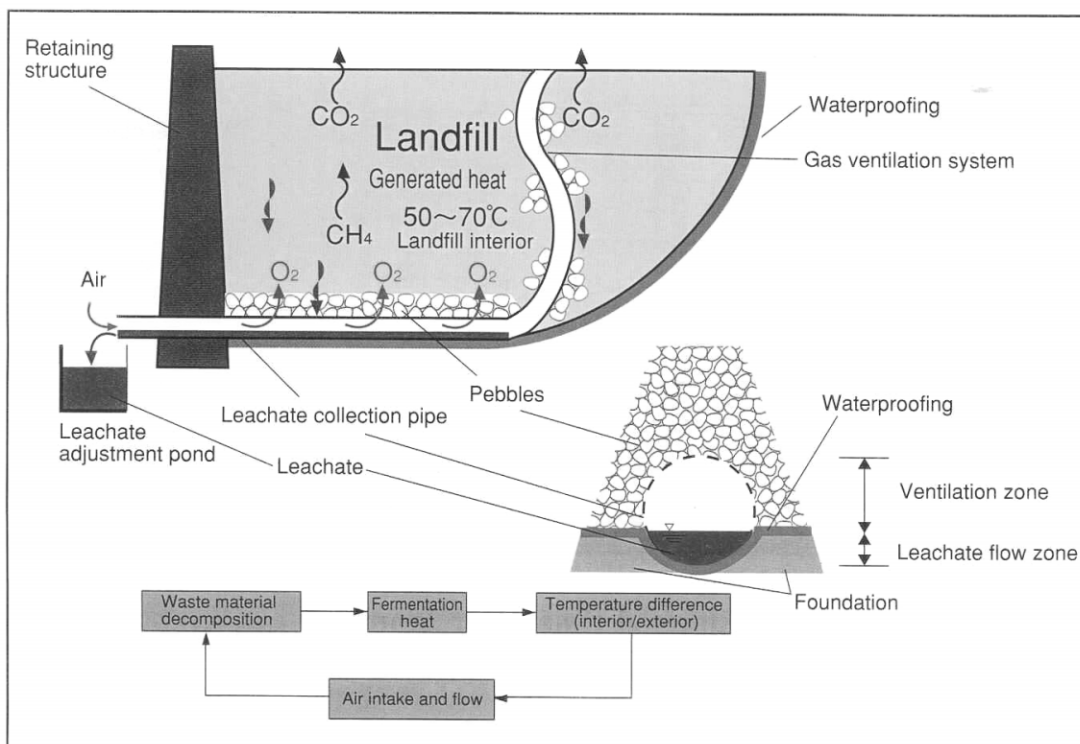 Retaining
structure
CO2
CO2
Waterproofing
Landfill
Gas ventilation system
Generated heat
50~70℃
CH4
Landfill interior
O2
O2
O2
Air
Pebbles
Leachate collection pipe
Waterproofing
Leachate
adjustment pond
Leachate
Ventilation zone
Leachate flow zone
Foundation
Waste material
decomposition
Fermentation
heat
Temperature difference
(interior/exterior)
Air intake and flow